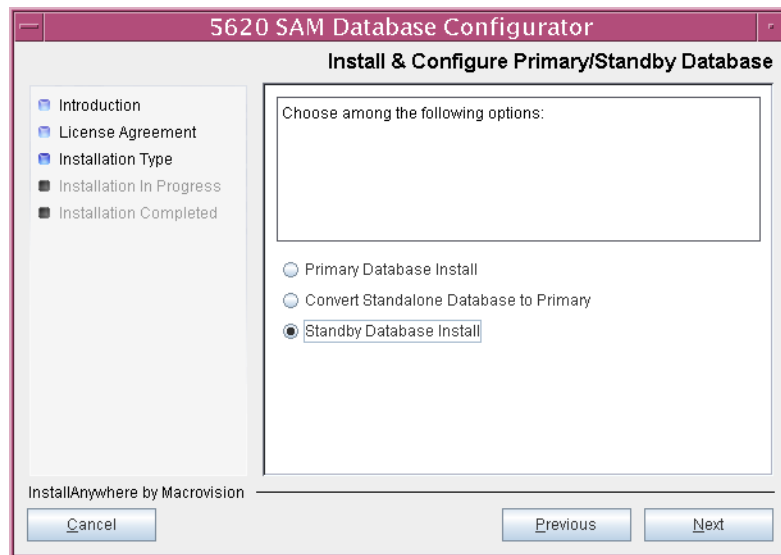 5620 SAM Database Configurator
Install & Configure Primary/Standby Database
Introduction
License Agreement
Installation Type
Installation In Progress
Installation Completed
Choose among the following options:
Primary Database Install
Convert Standalone Database to Primary
Standby Database Install
InstallAnywhere by Macrovision
Cancel
Previous
Next